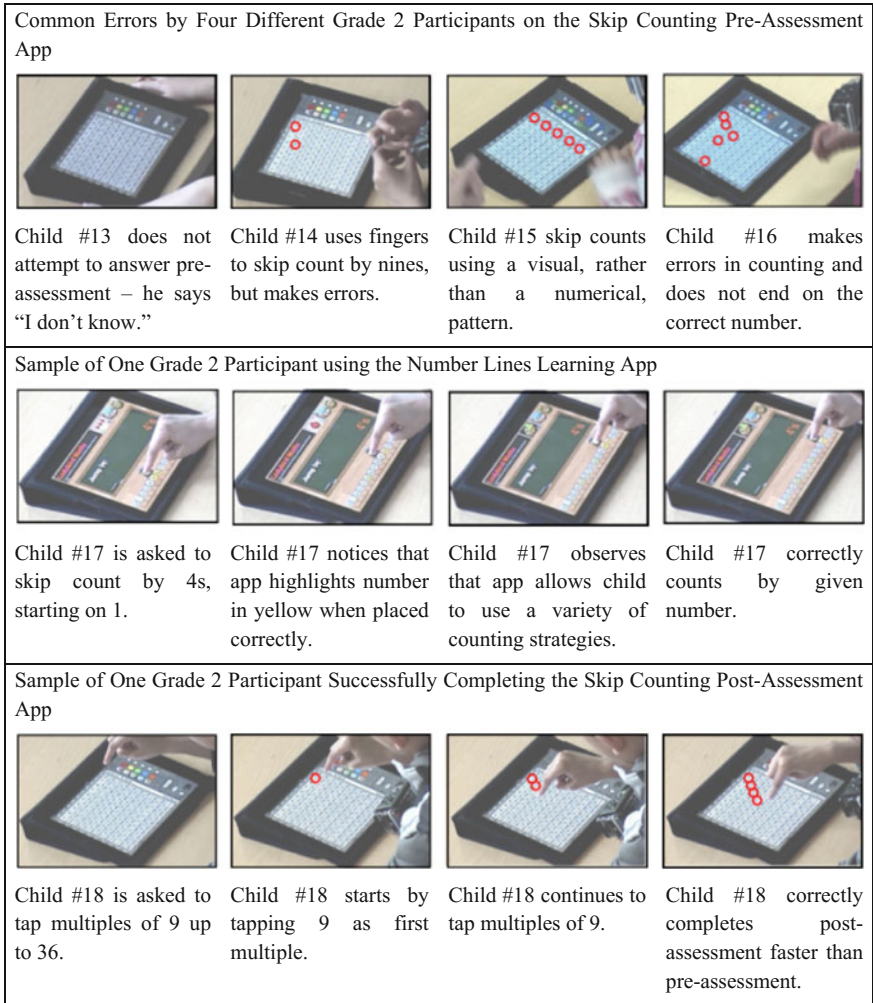 Common Errors by Four Different Grade 2 Participants on the Skip Counting Pre-Assessment
App
Child #13 does not
attempt to answer pre-
assessment – he says
“I don’t know.”
Child #14 uses fingers
to skip count by nines,
but makes errors.
Child #15 skip counts
using a visual, rather
than a numerical,
pattern.
Child #16 makes
errors in counting and
does not end on the
correct number.
Sample of One Grade 2 Participant using the Number Lines Learning App
Child #17 is asked to
skip count by 4s,
starting on 1.
Child #17 notices that
app highlights number
in yellow when placed
correctly.
Child #17 observes
that app allows child
to use a variety of
counting strategies.
Child #17 correctly
counts by given
number.
Sample of One Grade 2 Participant Successfully Completing the Skip Counting Post-Assessment
App
Child #18 is asked to
tap multiples of 9 up
to 36.
Child #18 starts by
tapping 9 as first
multiple.
Child #18 continues to
tap multiples of 9.
Child #18 correctly
completes post-
assessment faster than
pre-assessment.